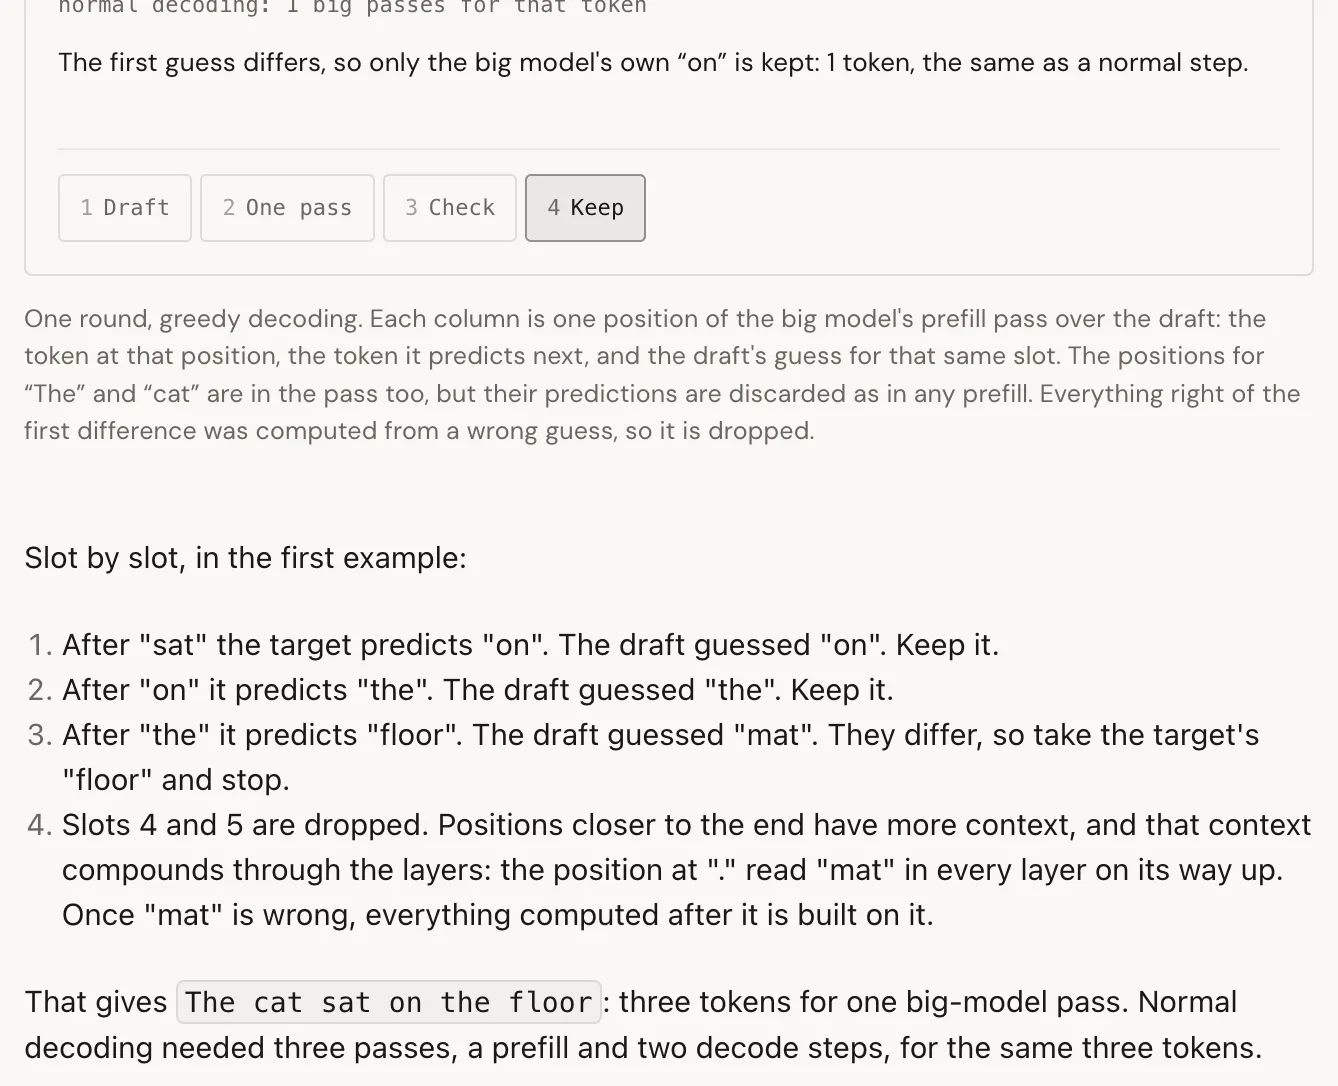 normal decoding: 1 big passes for that token
The first guess differs, so only the big model's own “on” is kept: 1 token, the same as a normal step.
1 Draft
2 One pass
3 Check
4 Keep
One round, greedy decoding. Each column is one position of the big model's prefill pass over the draft: the
token at that position, the token it predicts next, and the draft's guess for that same slot. The positions for
“The” and “cat” are in the pass too, but their predictions are discarded as in any prefill. Everything right of the
first difference was computed from a wrong guess, so it is dropped.
Slot by slot, in the first example:
1. After "sat" the target predicts "on". The draft guessed "on". Keep it.
2. After "on" it predicts "the". The draft guessed "the". Keep it.
3. After "the" it predicts "floor". The draft guessed "mat". They differ, so take the target's
"floor" and stop.
4. Slots 4 and 5 are dropped. Positions closer to the end have more context, and that context
compounds through the layers: the position at "." read "mat" in every layer on its way up.
Once "mat" is wrong, everything computed after it is built on it.
That gives The cat sat on the floor: three tokens for one big-model pass. Normal
decoding needed three passes, a prefill and two decode steps, for the same three tokens.